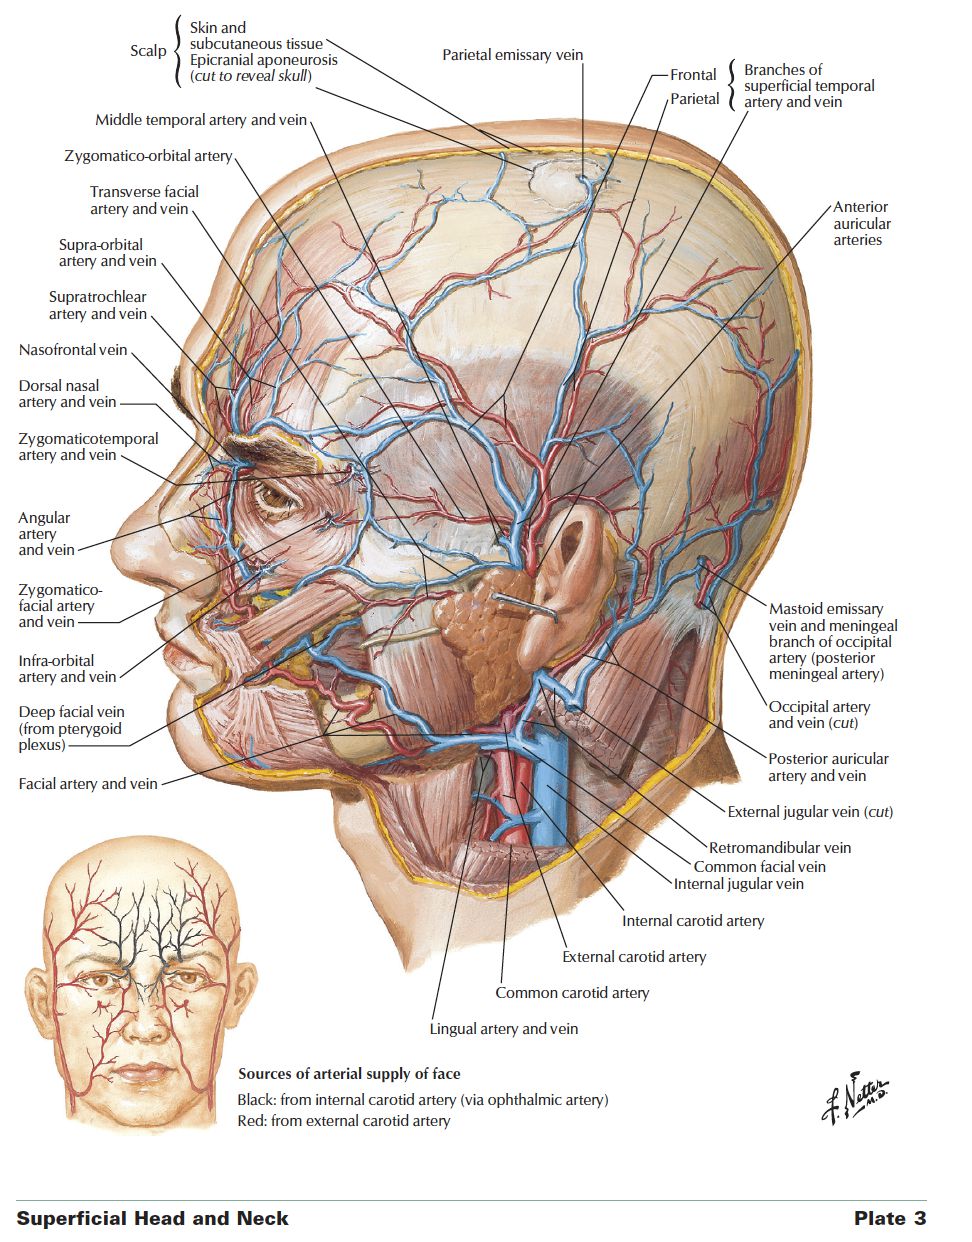 Scalp
Skin and
subcutaneous tissue
Epicranial aponeurosis
(cut to reveal skull)
Parietal emissary vein
Frontal
Parietal
Branches of
superficial temporal
artery and vein
Middle temporal artery and vein
Zygomatico-orbital artery
Transverse facial
artery and vein
Supra-orbital
artery and vein
Supratrochlear
artery and vein
Nasofrontal vein
Dorsal nasal
artery and vein
Zygomaticotemporal
artery and vein
Angular
artery
and vein
Zygomatico-
facial artery
and vein
Infra-orbital
artery and vein
Deep facial vein
(from pterygoid
plexus)
Facial artery and vein
Anterior
auricular
arteries
Mastoid emissary
vein and meningeal
branch of occipital
artery (posterior
meningeal artery)
Occipital artery
and vein (cut)
Posterior auricular
artery and vein
External jugular vein (cut)
Retromandibular vein
Common facial vein
Internal jugular vein
Internal carotid artery
External carotid artery
Common carotid artery
Lingual artery and vein
Sources of arterial supply of face
Black: from internal carotid artery (via ophthalmic artery)
Red: from external carotid artery
F. Netter
M.D.
Superficial Head and Neck
Plate 3